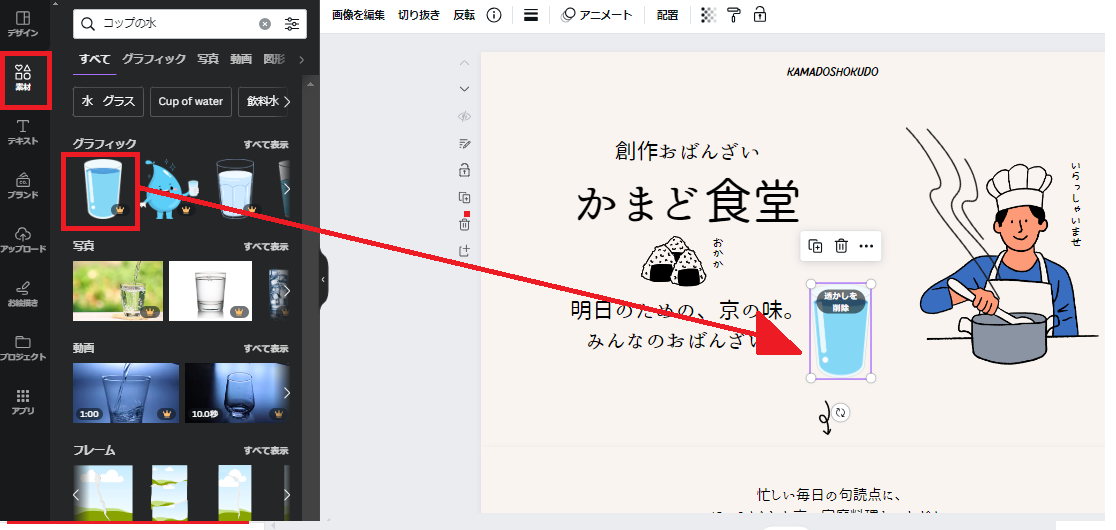 デザイン
素材
テキスト
ブランド
アップロード
お絵描き
プロジェクト
アプリ
コップの水
すべて グラフィック 写真 動画 図形
水 グラス Cup of water 飲料水
グラフィック すべて表示
写真 すべて表示
動画 すべて表示
1:00 10.0秒
フレーム すべて表示
画像を編集 切り抜き 反転 アニメート 配置
KAMADOSHOKUDO
創作おばんざい
かまど食堂
おかか
いらっしゃいませ
明日のための、京の味。
みんなのおばんざい
透かしを
削除
忙しい毎日の句読点に、